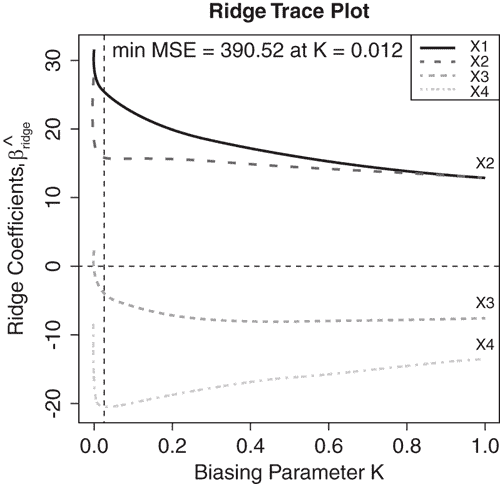 Ridge Trace Plot
min MSE = 390.52 at K = 0.012
X1
X2
X3
X4
30
20
10
0
-10
-20
Ridge Coefficients, β̂ridge
X2
X3
X4
0.0 0.2 0.4 0.6 0.8 1.0
Biasing Parameter K